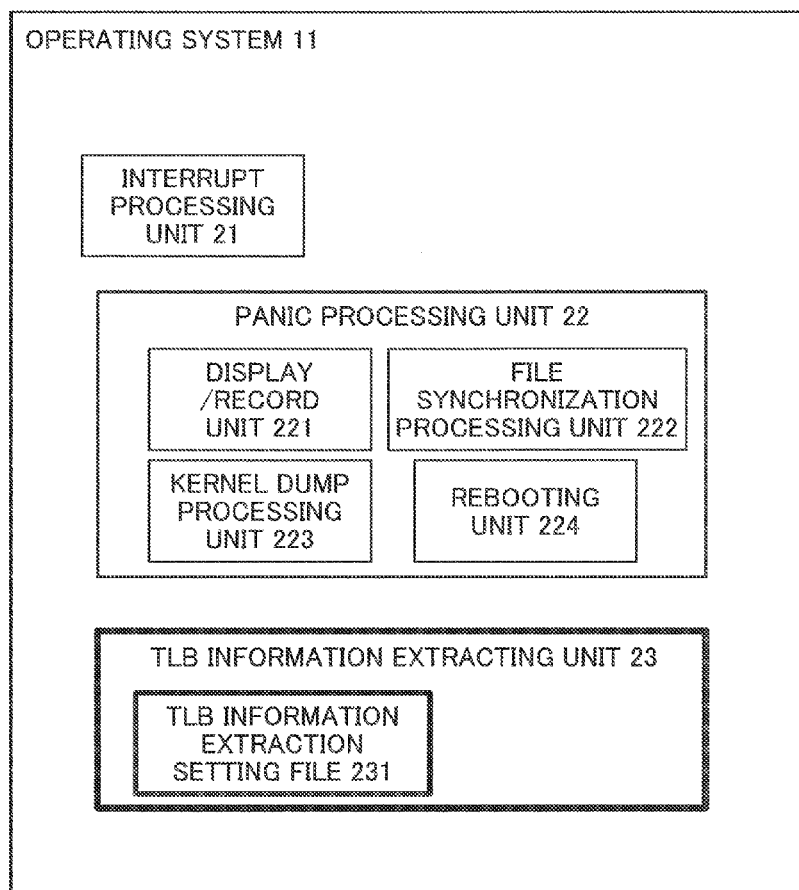 OPERATING SYSTEM 11
INTERRUPT
PROCESSING
UNIT 21
PANIC PROCESSING UNIT 22
DISPLAY
/RECORD
UNIT 221
FILE
SYNCHRONIZATION
PROCESSING UNIT 222
KERNEL DUMP
PROCESSING
UNIT 223
REBOOTING
UNIT 224
TLB INFORMATION EXTRACTING UNIT 23
TLB INFORMATION
EXTRACTION
SETTING FILE 231